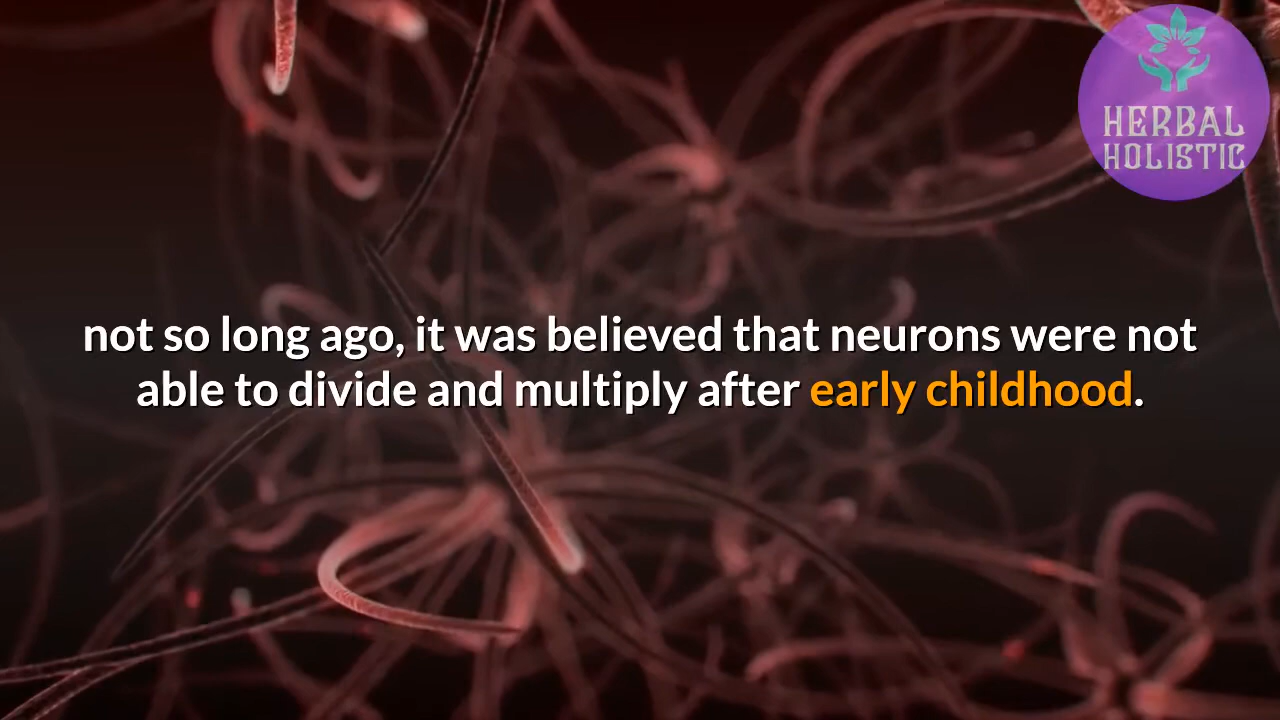 HERBAL
HOLISTIC
not so long ago, it was believed that neurons were not
able to divide and multiply after early childhood.